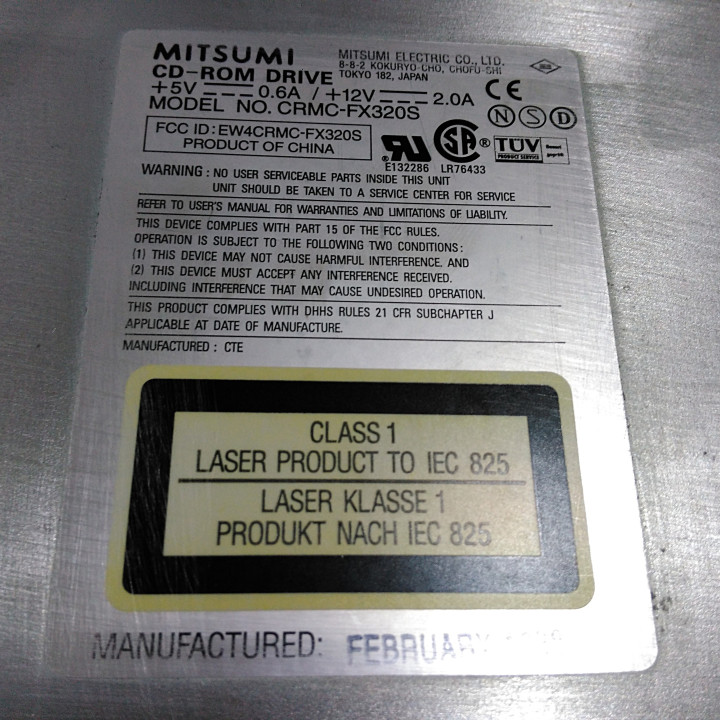 MITSUMI
MITSUMI ELECTRIC CO., LTD.
8-8-2 KOKURYO-CHO, CHOFU-SHI
TOKYO 182, JAPAN
CD-ROM DRIVE
+5V 0.6A / +12V 2.0A
CE
MODEL NO. CRMC-FX320S
N S D
FCC ID: EW4CRMC-FX320S
PRODUCT OF CHINA
E132286
SA ®
LR76433
TÜV
PRODUCT SERVICE
WARNING : NO USER SERVICEABLE PARTS INSIDE THIS UNIT
UNIT SHOULD BE TAKEN TO A SERVICE CENTER FOR SERVICE
REFER TO USER'S MANUAL FOR WARRANTIES AND LIMITATIONS OF LIABILITY.
THIS DEVICE COMPLIES WITH PART 15 OF THE FCC RULES.
OPERATION IS SUBJECT TO THE FOLLOWING TWO CONDITIONS :
(1) THIS DEVICE MAY NOT CAUSE HARMFUL INTERFERENCE, AND
(2) THIS DEVICE MUST ACCEPT ANY INTERFERENCE RECEIVED.
INCLUDING INTERFERENCE THAT MAY CAUSE UNDESIRED OPERATION.
THIS PRODUCT COMPLIES WITH DHHS RULES 21 CFR SUBCHAPTER J
APPLICABLE AT DATE OF MANUFACTURE.
MANUFACTURED : CTE
CLASS 1
LASER PRODUCT TO IEC 825
LASER KLASSE 1
PRODUKT NACH IEC 825
MANUFACTURED: FEBRUARY